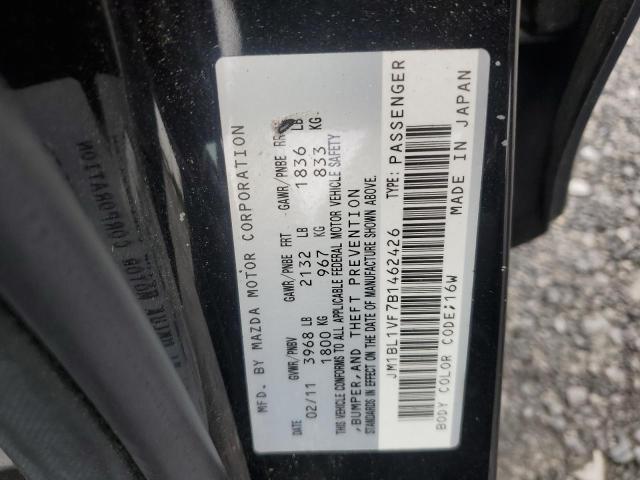 MFD. BY MAZDA MOTOR CORPORATION
DATE GVWR/PNBV GAWR/PNBE FRT GAWR/PNBE RR
02/11 3968 LB 2132 LB 1836 LB
1800 KG 967 KG 833 KG
THIS VEHICLE CONFORMS TO ALL APPLICABLE FEDERAL MOTOR VEHICLE SAFETY
,BUMPER,AND THEFT PREVENTION
STANDARDS IN EFFECT ON THE DATE OF MANUFACTURE SHOWN ABOVE.
JM1BL1VF7B1462426 TYPE: PASSENGER
BODY COLOR CODE:16W MADE IN JAPAN
MOTOR CORPORATION